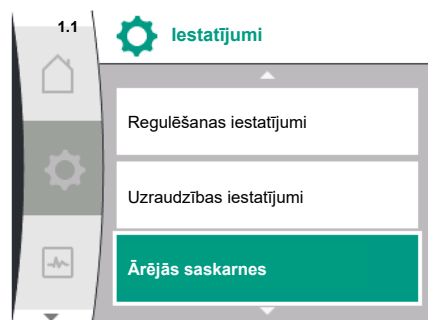 1.1
Iestatījumi
Regulēšanas iestatījumi
Uzraudzības iestatījumi
Ārējās saskarnes